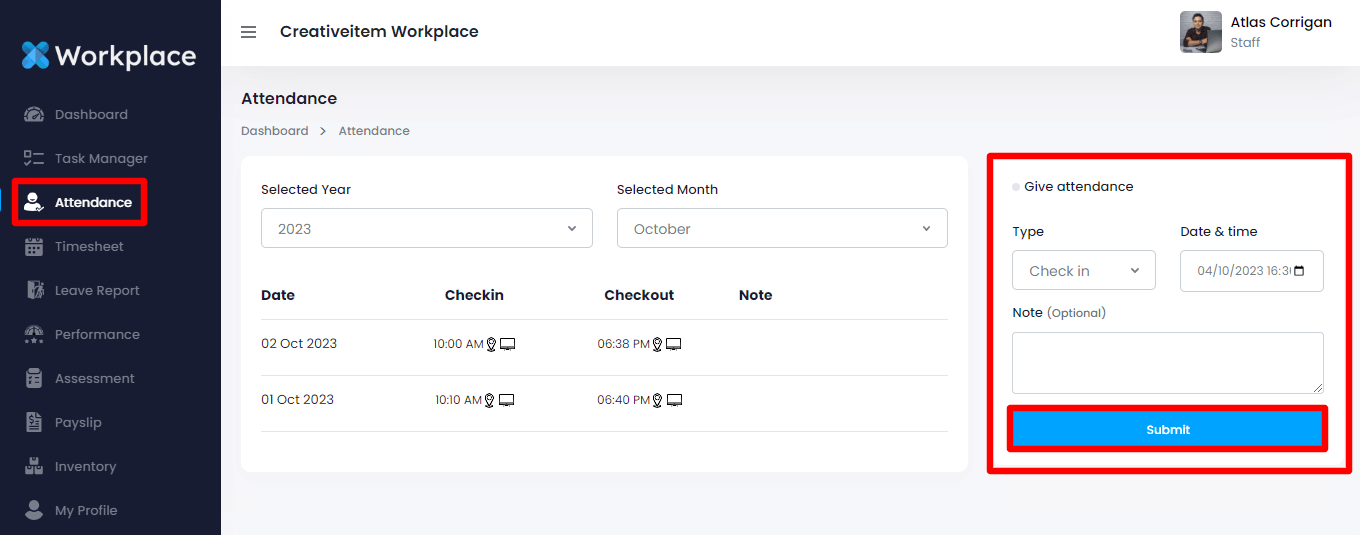 Workplace
Dashboard
Task Manager
Attendance
Timesheet
Leave Report
Performance
Assessment
Payslip
Inventory
My Profile
Creativeitem Workplace
Atlas Corrigan
Staff
Attendance
Dashboard > Attendance
Selected Year Selected Month
2023 October
Date Checkin Checkout Note
02 Oct 2023 10:00 AM 06:38 PM
01 Oct 2023 10:10 AM 06:40 PM
Give attendance
Type Date & time
Check in 04/10/2023 16:3
Note (Optional)
Submit